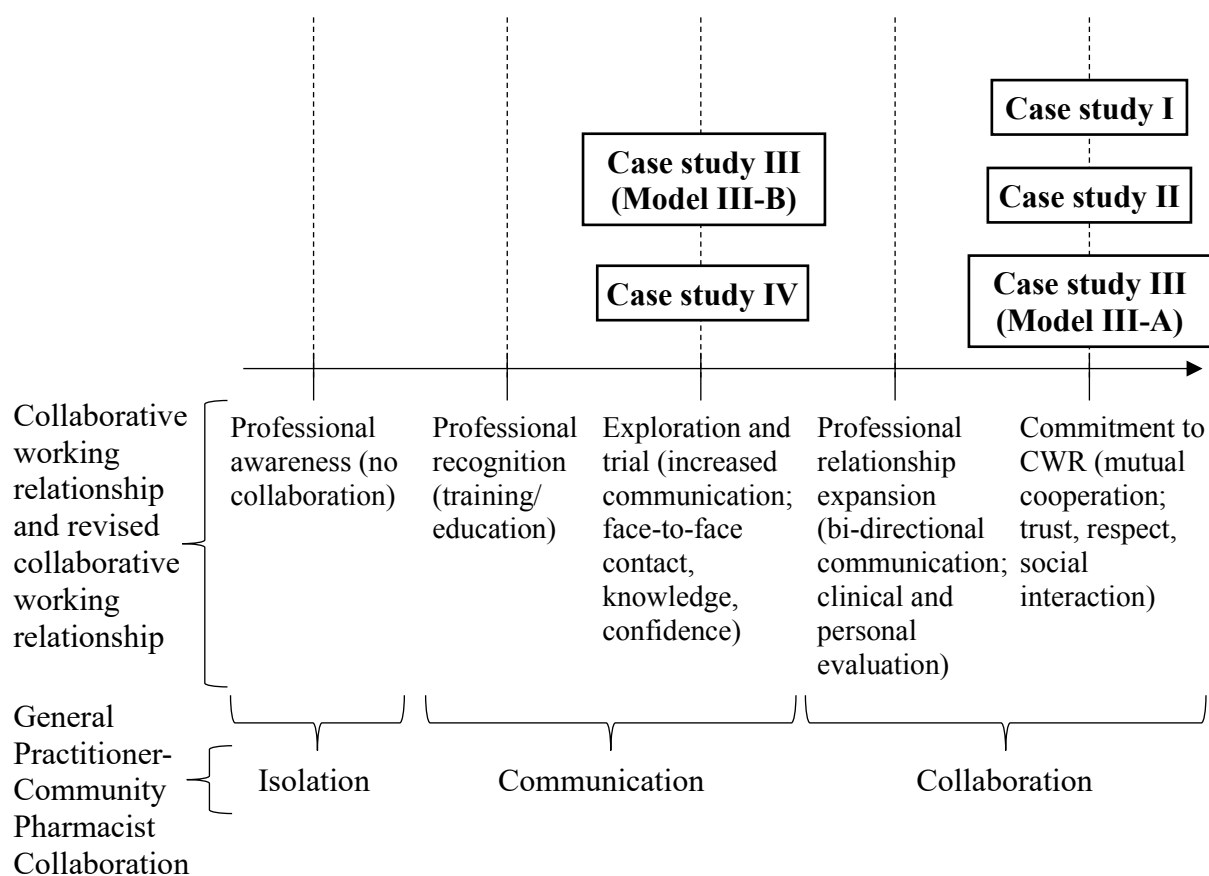 Case study I
Case study III
(Model III-B)
Case study II
Case study IV
Case study III
(Model III-A)
Collaborative
working
relationship
and revised
collaborative
working
relationship
Professional
awareness (no
collaboration)
Professional
recognition
(training/
education)
Exploration and
trial (increased
communication;
face-to-face
contact,
knowledge,
confidence)
Professional
relationship
expansion
(bi-directional
communication;
clinical and
personal
evaluation)
Commitment to
CWR (mutual
cooperation;
trust, respect,
social
interaction)
General
Practitioner-
Community
Pharmacist
Collaboration
Isolation
Communication
Collaboration